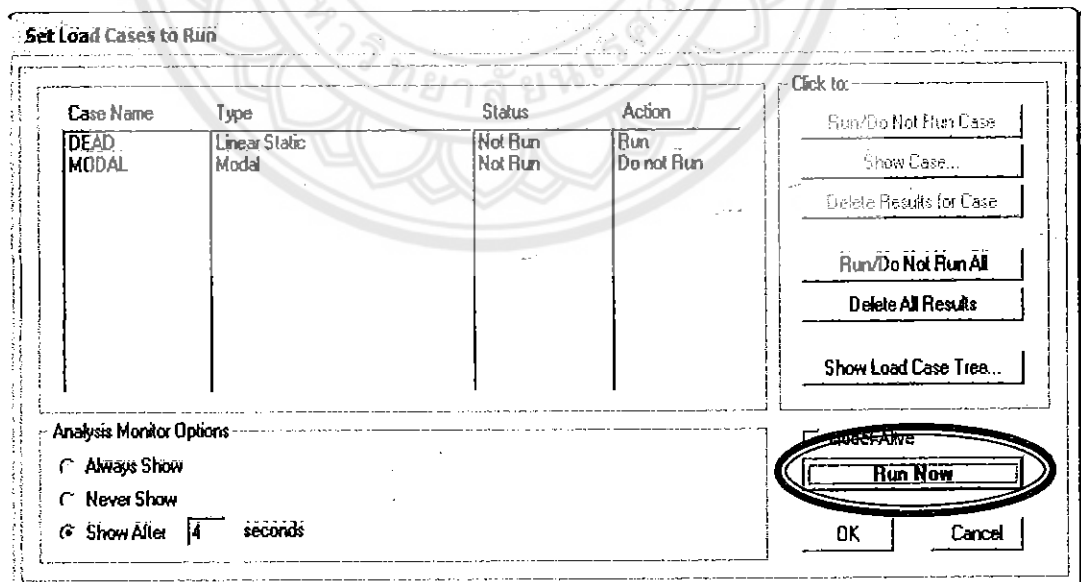 Set Load Cases to Run
Case Name Type Status Action
DEAD Linear Static Not Run Run
MODAL Modal Not Run Do not Run
Click to:
Run/Do Not Run Case
Show Case...
Delete Results for Case
Run/Do Not Run All
Delete All Results
Show Load Case Tree...
Analysis Monitor Options
Always Show
Never Show
Show After 4 seconds
Model-Alive
Run Now
OK Cancel